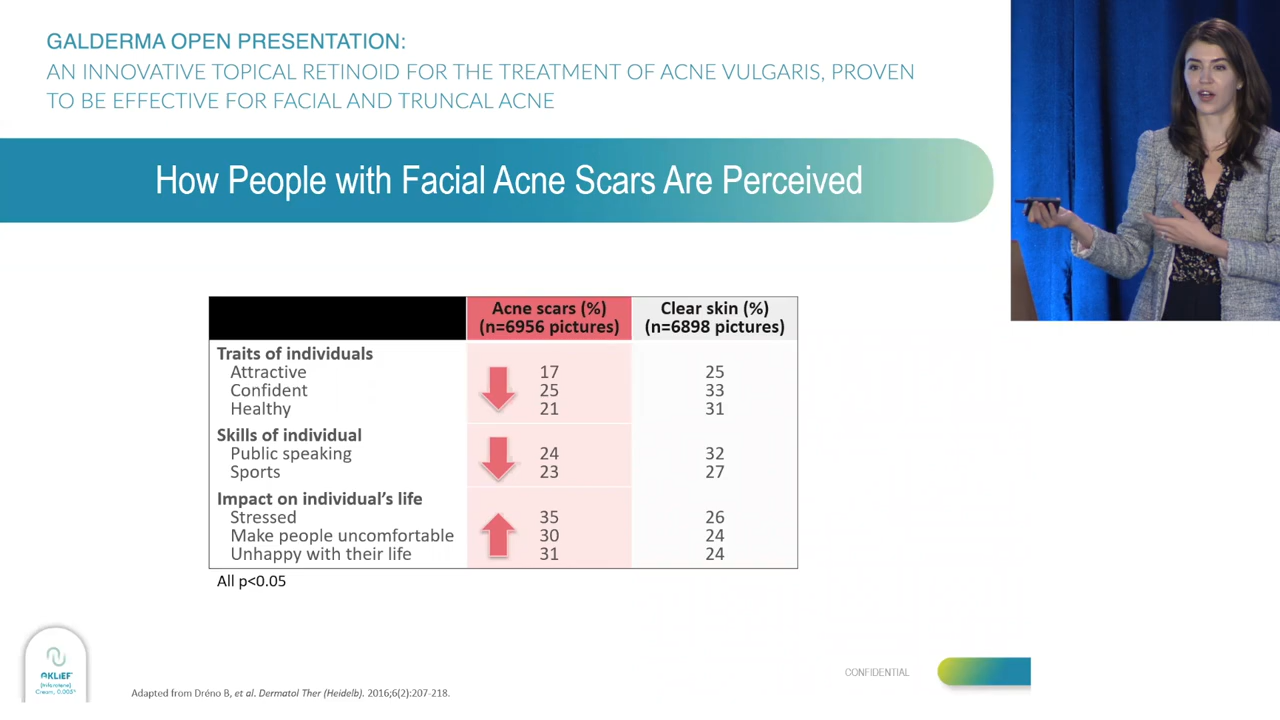 GALDERMA OPEN PRESENTATION:
AN INNOVATIVE TOPICAL RETINOID FOR THE TREATMENT OF ACNE VULGARIS, PROVEN
TO BE EFFECTIVE FOR FACIAL AND TRUNCAL ACNE
How People with Facial Acne Scars Are Perceived
Acne scars (%) Clear skin (%)
(n=6956 pictures) (n=6898 pictures)
Traits of individuals
Attractive 17 25
Confident 25 33
Healthy 21 31
Skills of individual
Public speaking 24 32
Sports 23 27
Impact on individual's life
Stressed 35 26
Make people uncomfortable 30 24
Unhappy with their life 31 24
All p<0.05
AKLIEF
(trifarotene)
Cream, 0.005%
CONFIDENTIAL
Adapted from Dréno B, et al. Dermatol Ther (Heidelb). 2016;6(2):207-218.